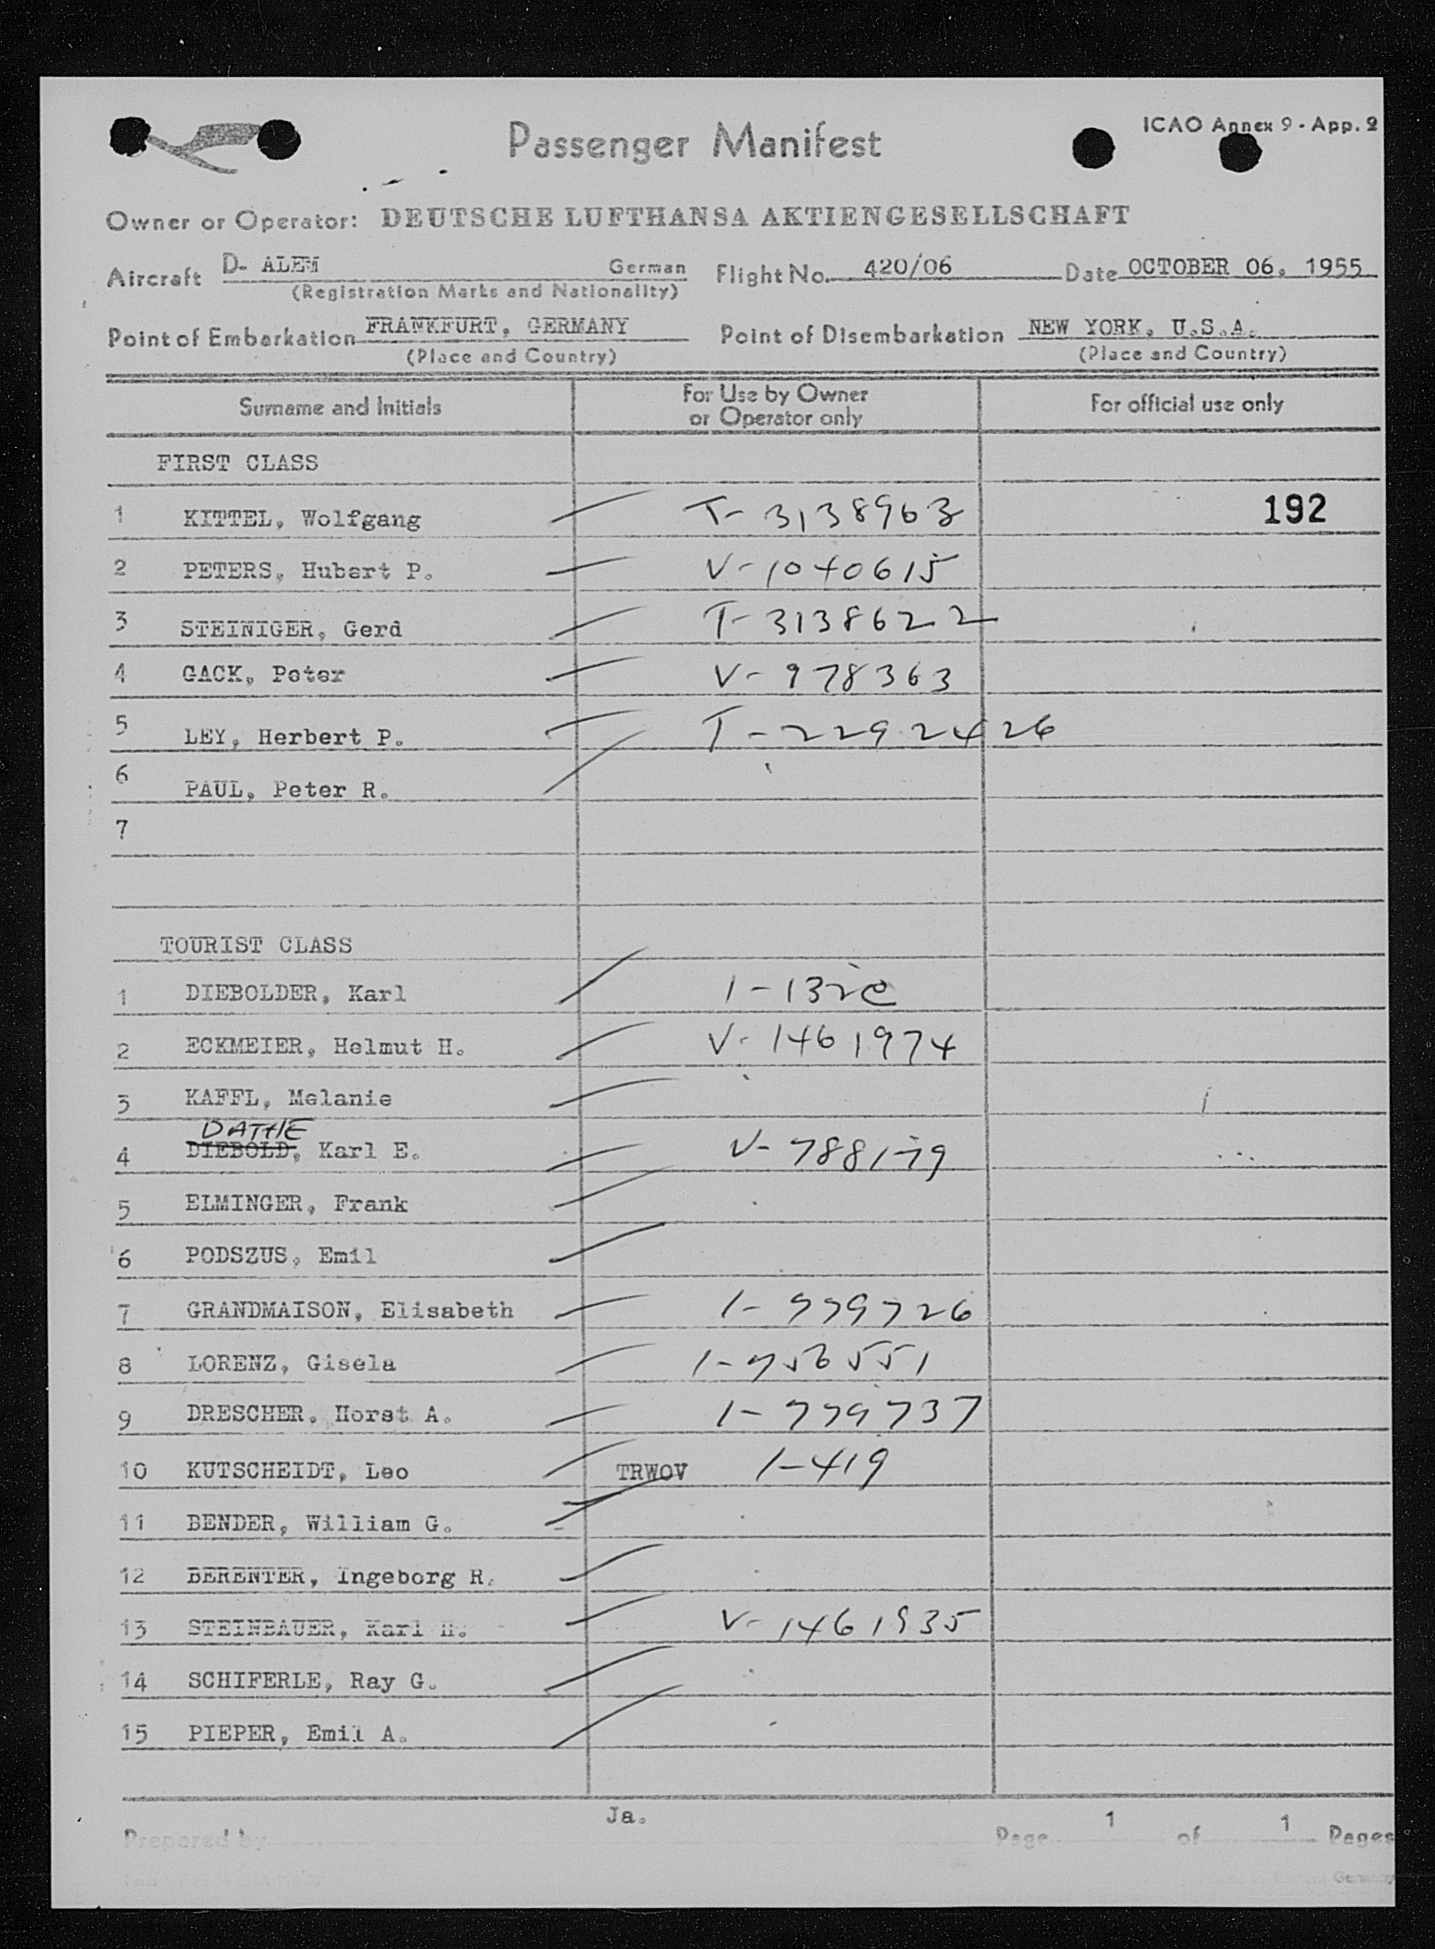 ICAO Annex 9 - App. 2
Passenger Manifest
Owner or Operator: DEUTSCHE LUFTHANSA AKTIENGESELLSCHAFT
Aircraft D- ALEM German Flight No. 420/06 Date OCTOBER 06, 1955
(Registration Marks and Nationality)
Point of Embarkation FRANKFURT, GERMANY Point of Disembarkation NEW YORK, U.S.A.
(Place and Country) (Place and Country)
Surname and Initials For Use by Owner or Operator only For official use only
FIRST CLASS
1 KITTEL, Wolfgang T-3138963 192
2 PETERS, Hubert P. V-1040615
3 STEINIGER, Gerd T-3138622
4 GACK, Peter V-978363
5 LEY, Herbert P. T-2292426
6 PAUL, Peter R.
7
TOURIST CLASS
1 DIEBOLDER, Karl
2 ECKMEIER, Helmut H. V-1461974
3 KAFFL, Melanie
DATHE
4 DIEBOLD, Karl E. V-788179
5 ELMINGER, Frank
6 PODSZUS, Emil
7 GRANDMAISON, Elisabeth
8 LORENZ, Gisela
9 DRESCHER. Horst A. 1-779737
10 KUTSCHEIDT, Leo TRWOV 1-419
11 BENDER, William G.
12 BERENTER, Ingeborg R.
13 STEINBAUER, Karl H. V-1461935
14 SCHIFERLE, Ray G.
15 PIEPER, Emil A.
Ja.
Prepared by Page 1 of 1 Pages